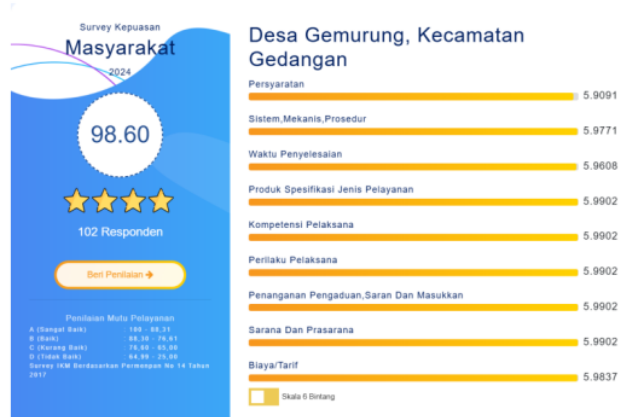 Survey Kepuasan
Masyarakat
2024
98.60
102 Responden
Beri Penilaian →
Penilaian Mutu Pelayanan
A (Sangat Baik) : 100 - 88,31
B (Baik) : 88,30 - 76,61
C (Kurang Baik) : 76,60 - 65,00
D (Tidak Baik) : 64,99 - 25,00
Survey IKM Berdasarkan Permenpan No 14 Tahun
2017
Desa Gemurung, Kecamatan
Gedangan
Persyaratan
5.9091
Sistem,Mekanis,Prosedur
5.9771
Waktu Penyelesaian
5.9608
Produk Spesifikasi Jenis Pelayanan
5.9902
Kompetensi Pelaksana
5.9902
Perilaku Pelaksana
5.9902
Penanganan Pengaduan,Saran Dan Masukkan
5.9902
Sarana Dan Prasarana
5.9902
Biaya/Tarif
5.9837
Skala 6 Bintang